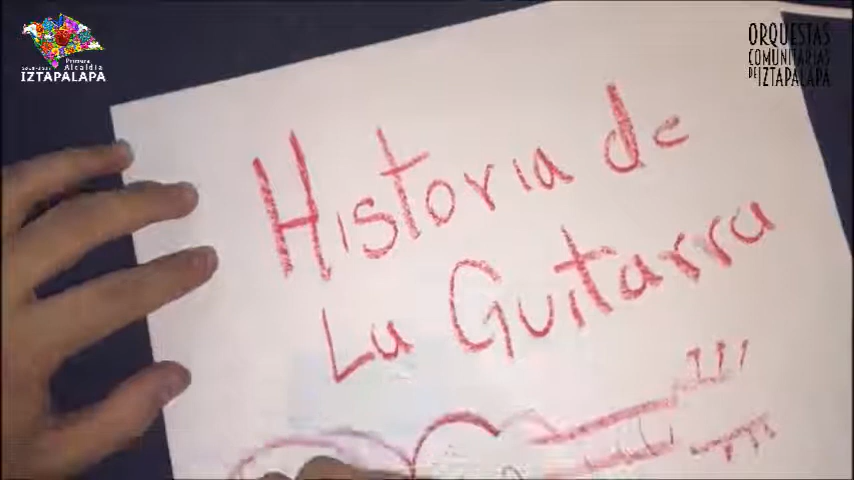 Primera
Alcaldía
IZTAPALAPA
ORQUESTAS
COMUNITARIAS
DE IZTAPALAPA
Historia de
La Guitarra